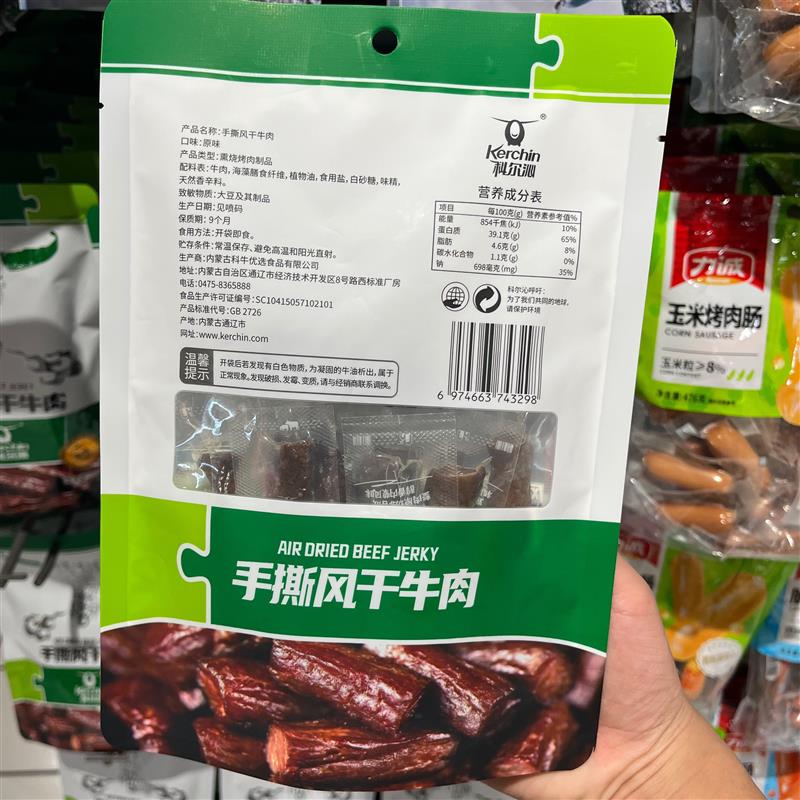 Kerchin
科尔沁
®
产品名称:手撕风干牛肉
口味:原味
产品类型:熏烧烤肉制品
配料表:牛肉,海藻膳食纤维,植物油,食用盐,白砂糖,味精,
天然香辛料。
致敏物质:大豆及其制品
生产日期:见喷码
保质期:9个月
食用方法:开袋即食。
贮存条件:常温保存、避免高温和阳光直射。
生产商:内蒙古科牛优选食品有限公司
地址:内蒙古自治区通辽市经济技术开发区8号路西标准厂房
电话:0475-8365888
食品生产许可证编号:SC10415057102101
产品标准代号:GB 2726
产地:内蒙古通辽市
网址:www.kerchin.com
温馨
提示
开袋后若发现有白色物质,为凝固的牛油析出,属于
正常现象。发现破损、发霉、变质,请与经销商联系调换。
营养成分表
项目 每100克(g) 营养素参考值%
能量 854千焦(kJ) 10%
蛋白质 39.1克(g) 65%
脂肪 4.6克(g) 8%
碳水化合物 1.1克(g) 0%
钠 698毫克(mg) 35%
科尔沁呼吁:
为了我们共同的地球,
请保护环境
6 974663 743298
AIR DRIED BEEF JERKY
手撕风干牛肉
力诚
玉米烤肉肠
CORN SAUSAGE
玉米粒≥8%
干牛肉
手撕风